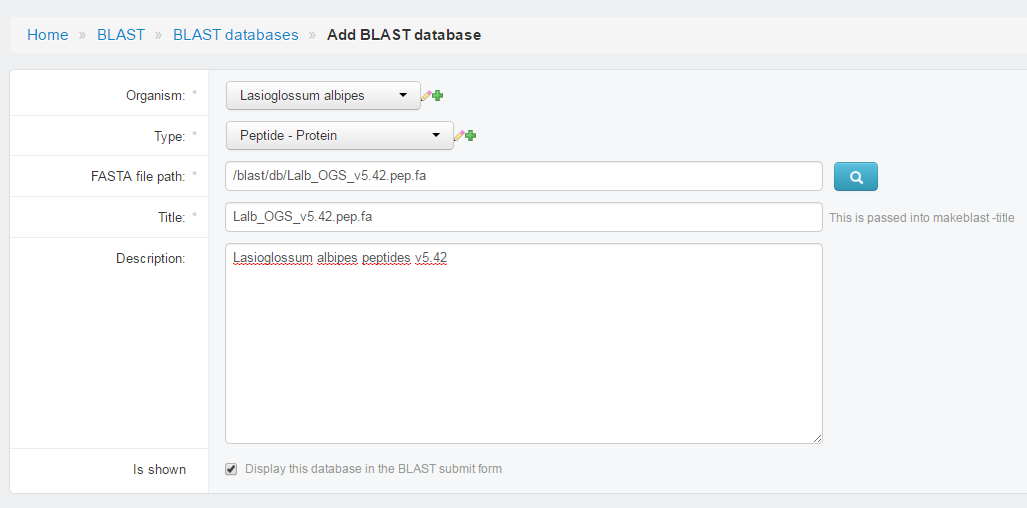 Home » BLAST » BLAST databases » Add BLAST database
Organism: * Lasioglossum albipes
Type: * Peptide - Protein
FASTA file path: * /blast/db/Lalb_OGS_v5.42.pep.fa
Title: * Lalb_OGS_v5.42.pep.fa This is passed into makeblast -title
Description: Lasioglossum albipes peptides v5.42
Is shown Display this database in the BLAST submit form